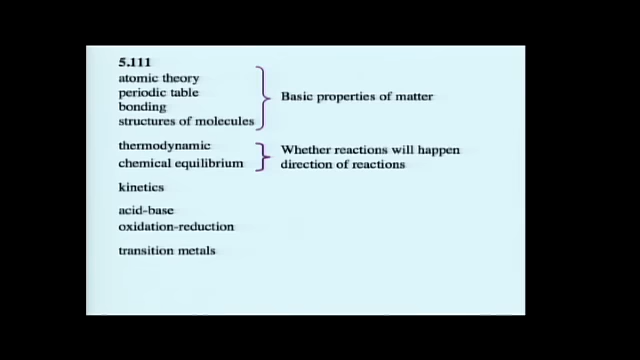 5.111
atomic theory
periodic table
bonding
structures of molecules
Basic properties of matter
thermodynamic
chemical equilibrium
Whether reactions will happen
direction of reactions
kinetics
acid-base
oxidation-reduction
transition metals